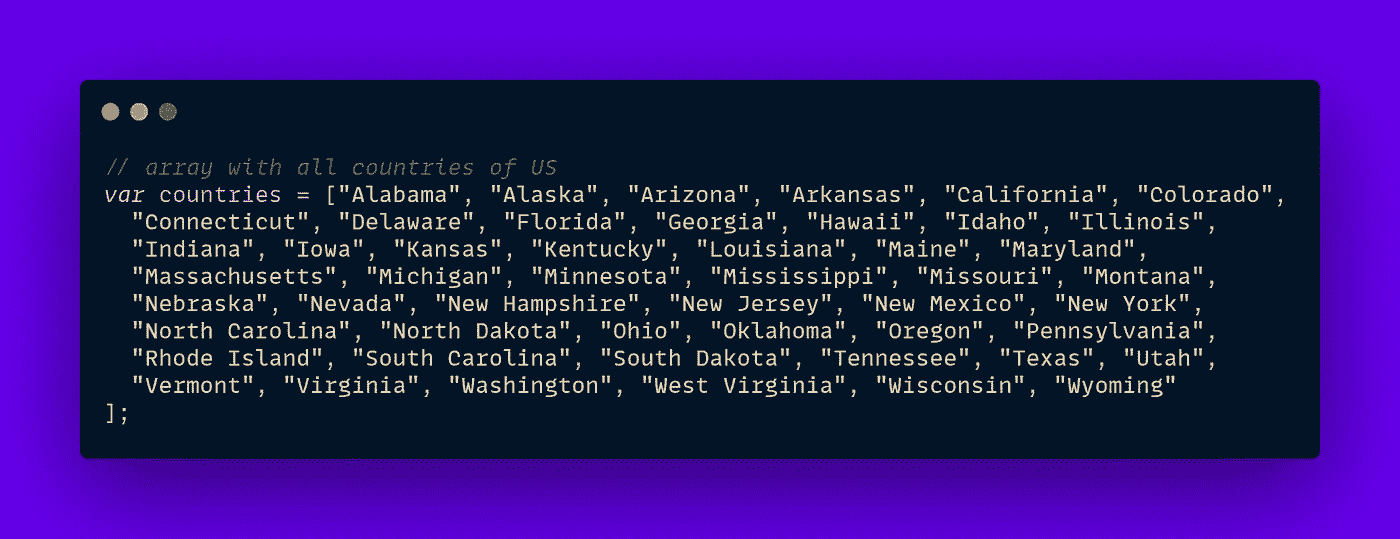 // array with all countries of US
var countries = ["Alabama", "Alaska", "Arizona", "Arkansas", "California", "Colorado",
"Connecticut", "Delaware", "Florida", "Georgia", "Hawaii", "Idaho", "Illinois",
"Indiana", "Iowa", "Kansas", "Kentucky", "Louisiana", "Maine", "Maryland",
"Massachusetts", "Michigan", "Minnesota", "Mississippi", "Missouri", "Montana",
"Nebraska", "Nevada", "New Hampshire", "New Jersey", "New Mexico", "New York",
"North Carolina", "North Dakota", "Ohio", "Oklahoma", "Oregon", "Pennsylvania",
"Rhode Island", "South Carolina", "South Dakota", "Tennessee", "Texas", "Utah",
"Vermont", "Virginia", "Washington", "West Virginia", "Wisconsin", "Wyoming"
];